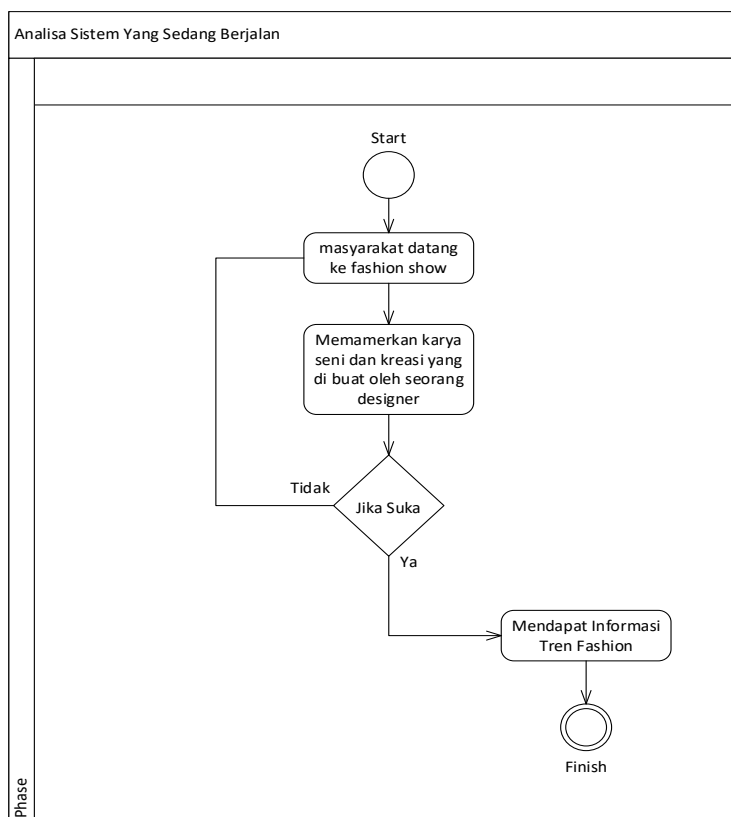 Analisa Sistem Yang Sedang Berjalan
Start
masyarakat datang
ke fashion show
Memamerkan karya
seni dan kreasi yang
di buat oleh seorang
designer
Tidak
Jika Suka
Ya
Mendapat Informasi
Tren Fashion
Finish
Phase